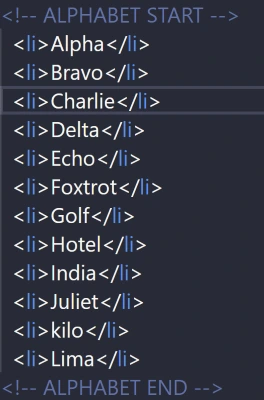 <!-- ALPHABET START -->
<li>Alpha</li>
<li>Bravo</li>
<li>Charlie</li>
<li>Delta</li>
<li>Echo</li>
<li>Foxtrot</li>
<li>Golf</li>
<li>Hotel</li>
<li>India</li>
<li>Juliet</li>
<li>kilo</li>
<li>Lima</li>
<!-- ALPHABET END -->